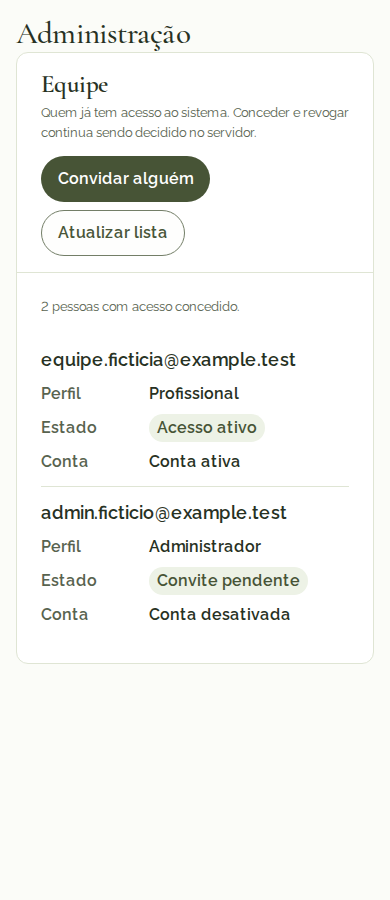 Administração
Equipe
Quem já tem acesso ao sistema. Conceder e revogar
continua sendo decidido no servidor.
Convidar alguém
Atualizar lista
2 pessoas com acesso concedido.
equipe.ficticia@example.test
Perfil Profissional
Estado Acesso ativo
Conta Conta ativa
admin.ficticio@example.test
Perfil Administrador
Estado Convite pendente
Conta Conta desativada